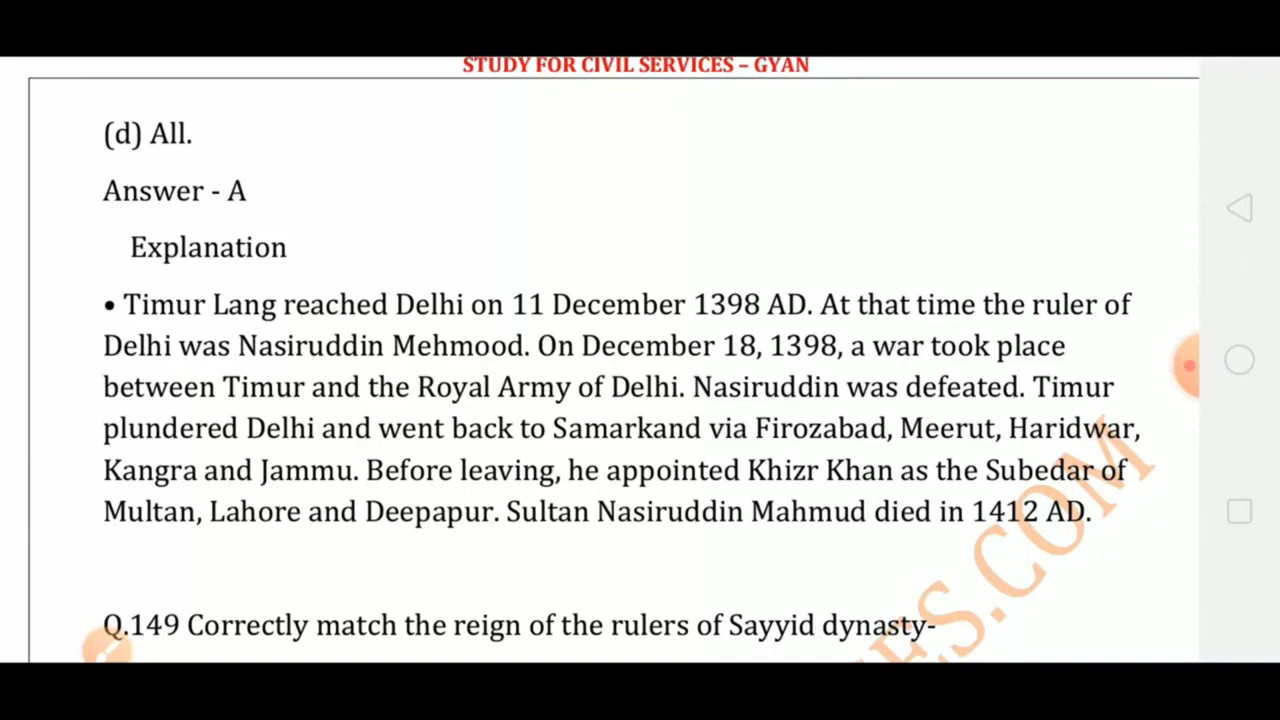 STUDY FOR CIVIL SERVICES – GYAN
(d) All.
Answer - A
Explanation
• Timur Lang reached Delhi on 11 December 1398 AD. At that time the ruler of
Delhi was Nasiruddin Mehmood. On December 18, 1398, a war took place
between Timur and the Royal Army of Delhi. Nasiruddin was defeated. Timur
plundered Delhi and went back to Samarkand via Firozabad, Meerut, Haridwar,
Kangra and Jammu. Before leaving, he appointed Khizr Khan as the Subedar of
Multan, Lahore and Deepapur. Sultan Nasiruddin Mahmud died in 1412 AD.
Q.149 Correctly match the reign of the rulers of Sayyid dynasty-